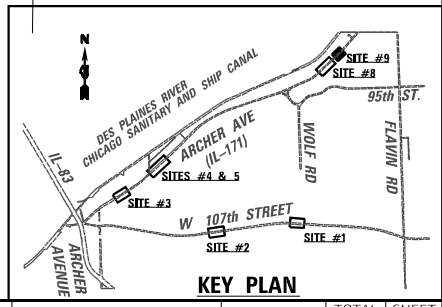 SITE #9
SITE #8
95th ST.
DES PLAINES RIVER
CHICAGO SANITARY AND SHIP CANAL
ARCHER AVE
(IL-171)
WOLF RD
FLAVIN RD
IL-83
SITES #4 & 5
SITE #3
W 107th STREET
SITE #2
SITE #1
ARCHER
AVENUE
KEY PLAN
TOTAL
SHEET